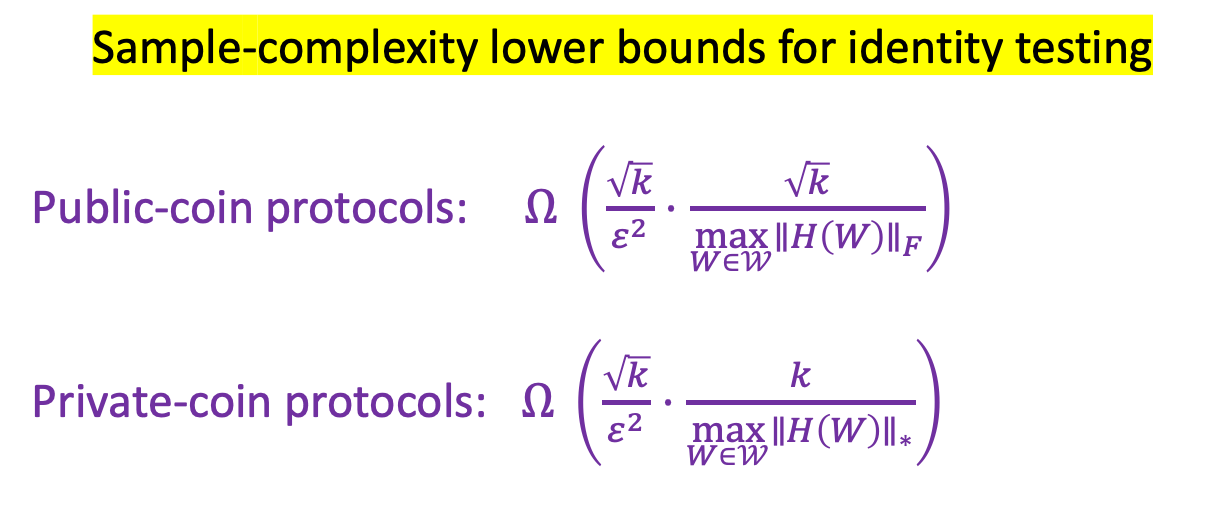 Sample-complexity lower bounds for identity testing
Public-coin protocols: Ω (√k/ε² · √k/max_{W∈𝒲}‖H(W)‖_F)
Private-coin protocols: Ω (√k/ε² · k/max_{W∈𝒲}‖H(W)‖_*)